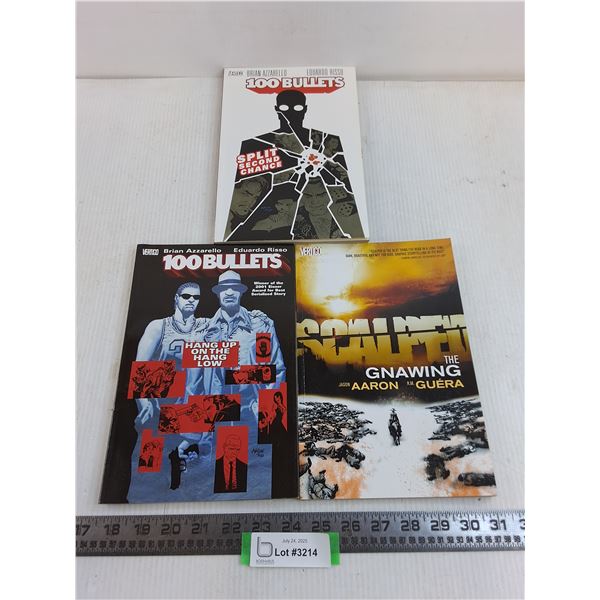 VERTIGO BRIAN AZZARELLO EDUARDO RISSO
100 BULLETS
SPLIT
SECOND
CHANCE
VERTIGO Brian Azzarello Eduardo Risso
100 BULLETS
Winner of the
2001 Eisner
Award for Best
Serialized Story
HANG UP
ON THE
HANG
LOW
VERTIGO
SCALPED
THE
GNAWING
JASON AARON R.M. GUÉRA
17 18 19 20 21 22 23 24 25 26 27 28 29 30 31
July 24, 2025
Lot #3214